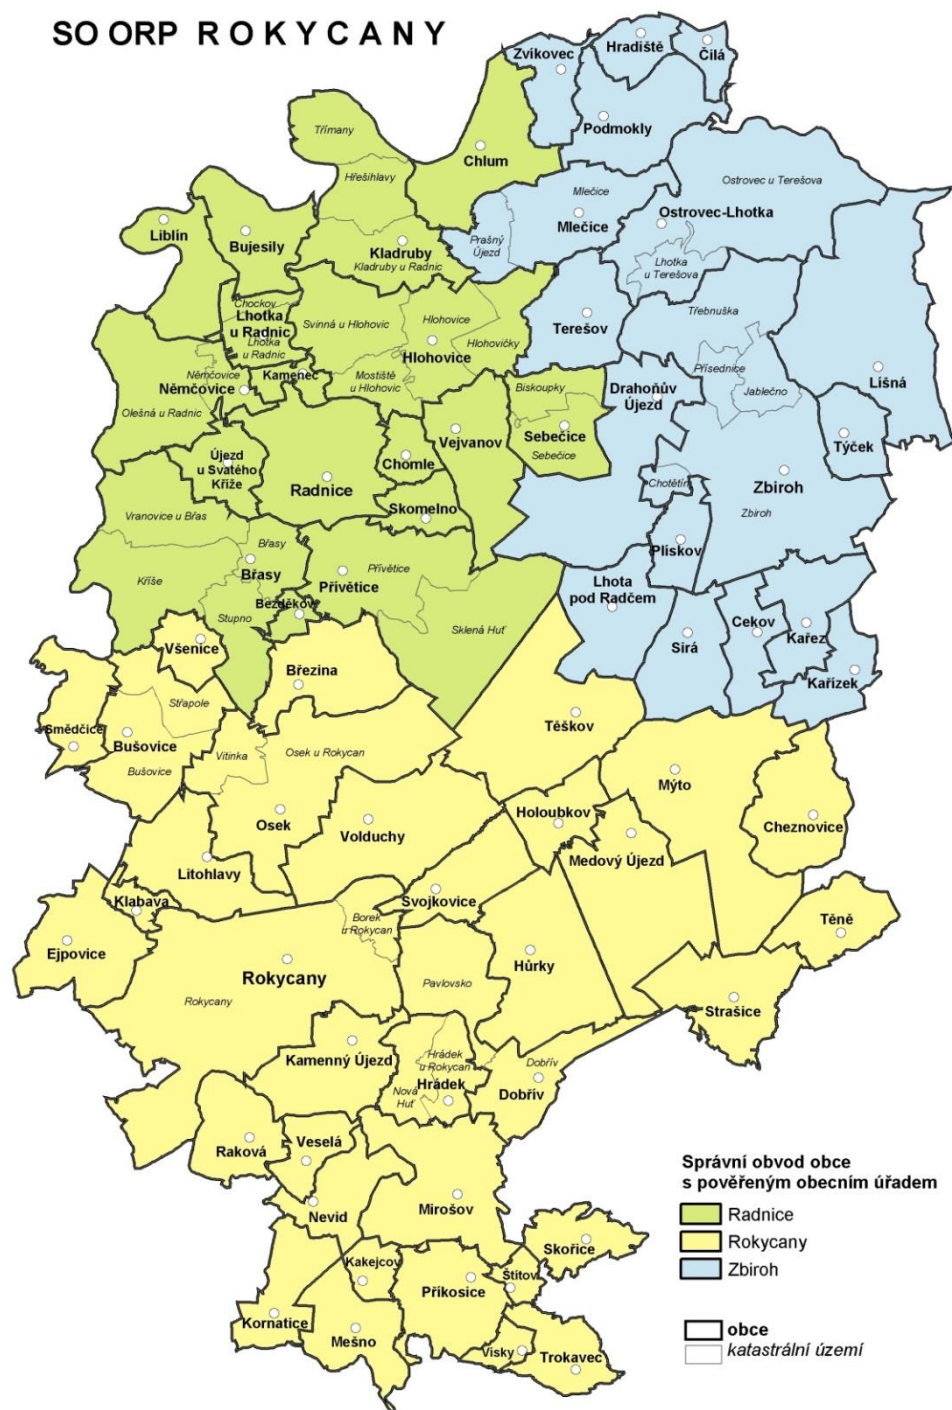 SO ORP R O K Y C A N Y
Zvíkovec
Hradiště
Čilá
Podmokly
Třímany
Chlum
Hřešihlavy
Mlečice
Ostrovec u Terešova
Liblín
Bujesily
Kladruby
Kladruby u Radnic
Prašný
Újezd
Mlečice
Ostrovec-Lhotka
Lhotka
u Terešova
Chockov
Lhotka
u Radnic
Lhotka
u Radnic
Svinná u Hlohovic
Hlohovice
Hlohovice
Hlohovičky
Terešov
Třebnuška
Němčovice
Němčovice
Kamenec
Mostiště
u Hlohovic
Biskoupky
Drahoňův
Újezd
Přísednice
Jablečno
Lišná
Olešná u Radnic
Vejvanov
Sebečice
Sebečice
Týček
Újezd
u Svatého
Kříže
Radnice
Chomle
Chotětín
Zbiroh
Zbiroh
Vranovice u Břas
Skomelno
Břasy
Břasy
Plískov
Kříše
Přívětice
Přívětice
Lhota
pod Radčem
Bezděkov
Stupno
Sklená Huť
Sirá
Cekov
Kařez
Všenice
Kařízek
Březina
Střapole
Smědčice
Bušovice
Bušovice
Vitinka
Osek u Rokycan
Těškov
Mýto
Osek
Volduchy
Holoubkov
Cheznovice
Litohlavy
Medový Újezd
Klabava
Svojkovice
Borek
u Rokycan
Těně
Ejpovice
Rokycany
Rokycany
Pavlovsko
Hůrky
Strašice
Kamenný Újezd
Hrádek
u Rokycan
Hrádek
Nová
Huť
Dobřív
Dobřív
Raková
Veselá
Nevid
Mirošov
Skořice
Kakejcov
Příkosice
Štítov
Kornatice
Mešno
Vísky
Trokavec
Správní obvod obce
s pověřeným obecním úřadem
Radnice
Rokycany
Zbiroh
obce
katastrální území